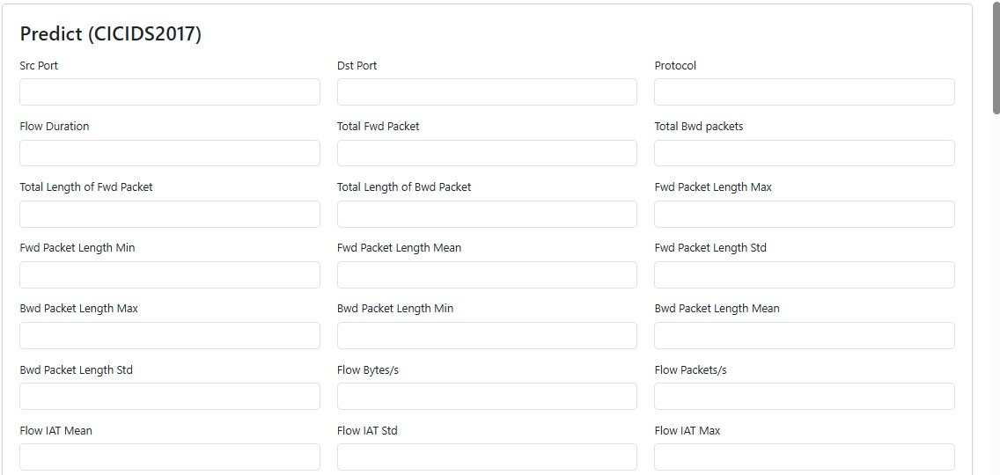 Predict (CICIDS2017)
Src Port
Dst Port
Protocol
Flow Duration
Total Fwd Packet
Total Bwd packets
Total Length of Fwd Packet
Total Length of Bwd Packet
Fwd Packet Length Max
Fwd Packet Length Min
Fwd Packet Length Mean
Fwd Packet Length Std
Bwd Packet Length Max
Bwd Packet Length Min
Bwd Packet Length Mean
Bwd Packet Length Std
Flow Bytes/s
Flow Packets/s
Flow IAT Mean
Flow IAT Std
Flow IAT Max